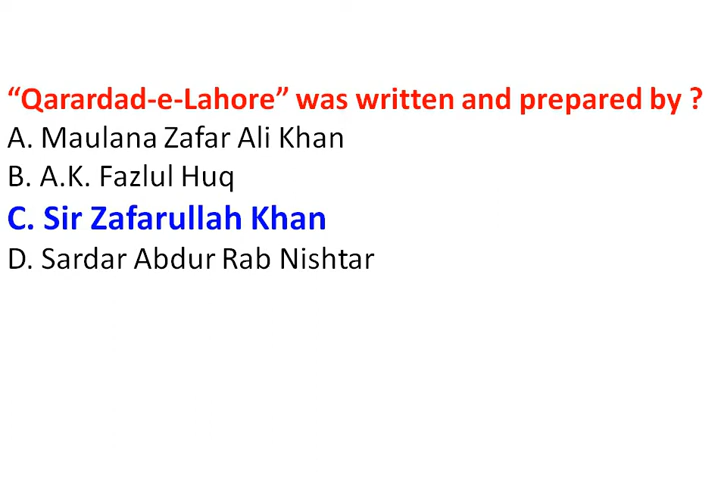 “Qarardad-e-Lahore” was written and prepared by ?
A. Maulana Zafar Ali Khan
B. A.K. Fazlul Huq
C. Sir Zafarullah Khan
D. Sardar Abdur Rab Nishtar